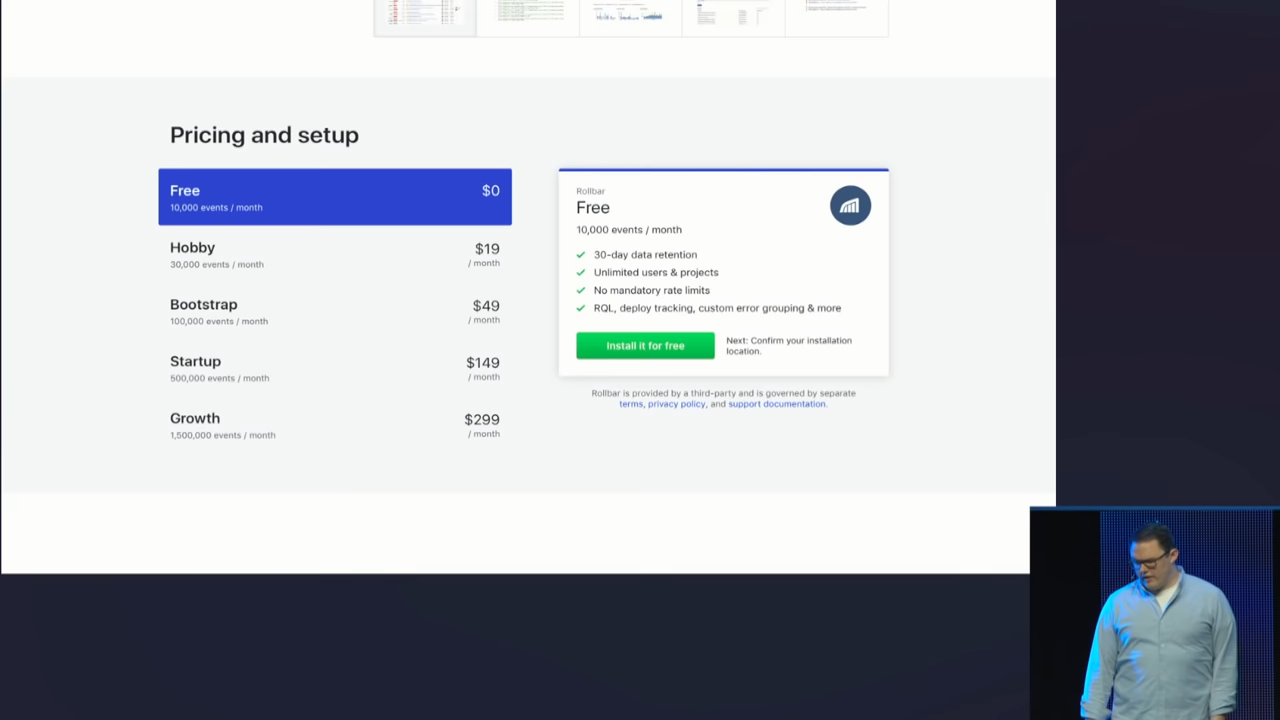 Pricing and setup
Free
$0
10,000 events / month
Hobby
$19
30,000 events / month
/ month
Bootstrap
$49
100,000 events / month
/ month
Startup
$149
500,000 events / month
/ month
Growth
$299
1,500,000 events / month
/ month
Rollbar
Free
10,000 events / month
30-day data retention
Unlimited users & projects
No mandatory rate limits
RQL, deploy tracking, custom error grouping & more
Install it for free
Next: Confirm your installation
location.
Rollbar is provided by a third-party and is governed by separate
terms, privacy policy, and support documentation.